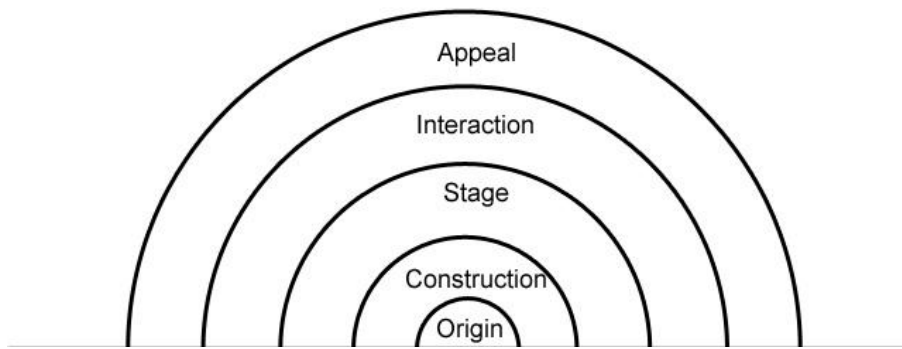 Appeal
Interaction
Stage
Construction
Origin